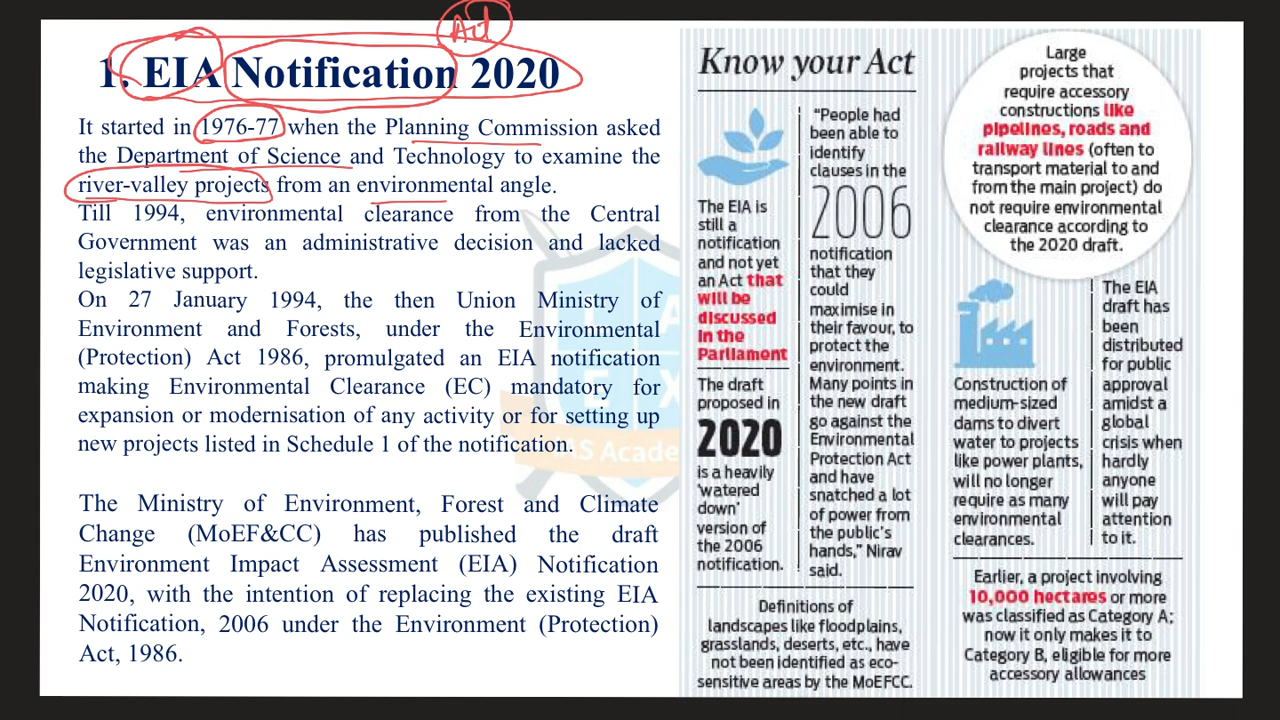 Act
1. EIA Notification 2020
It started in 1976-77 when the Planning Commission asked
the Department of Science and Technology to examine the
river-valley projects from an environmental angle.
Till 1994, environmental clearance from the Central
Government was an administrative decision and lacked
legislative support.
On 27 January 1994, the then Union Ministry of
Environment and Forests, under the Environmental
(Protection) Act 1986, promulgated an EIA notification
making Environmental Clearance (EC) mandatory for
expansion or modernisation of any activity or for setting up
new projects listed in Schedule 1 of the notification.
The Ministry of Environment, Forest and Climate
Change (MoEF&CC) has published the draft
Environment Impact Assessment (EIA) Notification
2020, with the intention of replacing the existing EIA
Notification, 2006 under the Environment (Protection)
Act, 1986.
Know your Act
The EIA is
still a
notification
and not yet
an Act that
will be
discussed
in the
Parliament
The draft
proposed in
2020
is a heavily
'watered
down'
version of
the 2006
notification.
"People had
been able to
identify
clauses in the
2006
notification
that they
could
maximise in
their favour, to
protect the
environment.
Many points in
the new draft
go against the
Environmental
Protection Act
and have
snatched a lot
of power from
the public's
hands," Nirav
said.
Definitions of
landscapes like floodplains,
grasslands, deserts, etc., have
not been identified as eco-
sensitive areas by the MoEFCC.
Large
projects that
require accessory
constructions like
pipelines, roads and
railway lines (often to
transport material to and
from the main project) do
not require environmental
clearance according to
the 2020 draft.
Construction of
medium-sized
dams to divert
water to projects
like power plants,
will no longer
require as many
environmental
clearances.
The EIA
draft has
been
distributed
for public
approval
amidst a
global
crisis when
hardly
anyone
will pay
attention
to it.
Earlier, a project involving
10,000 hectares or more
was classified as Category A;
now it only makes it to
Category B, eligible for more
accessory allowances